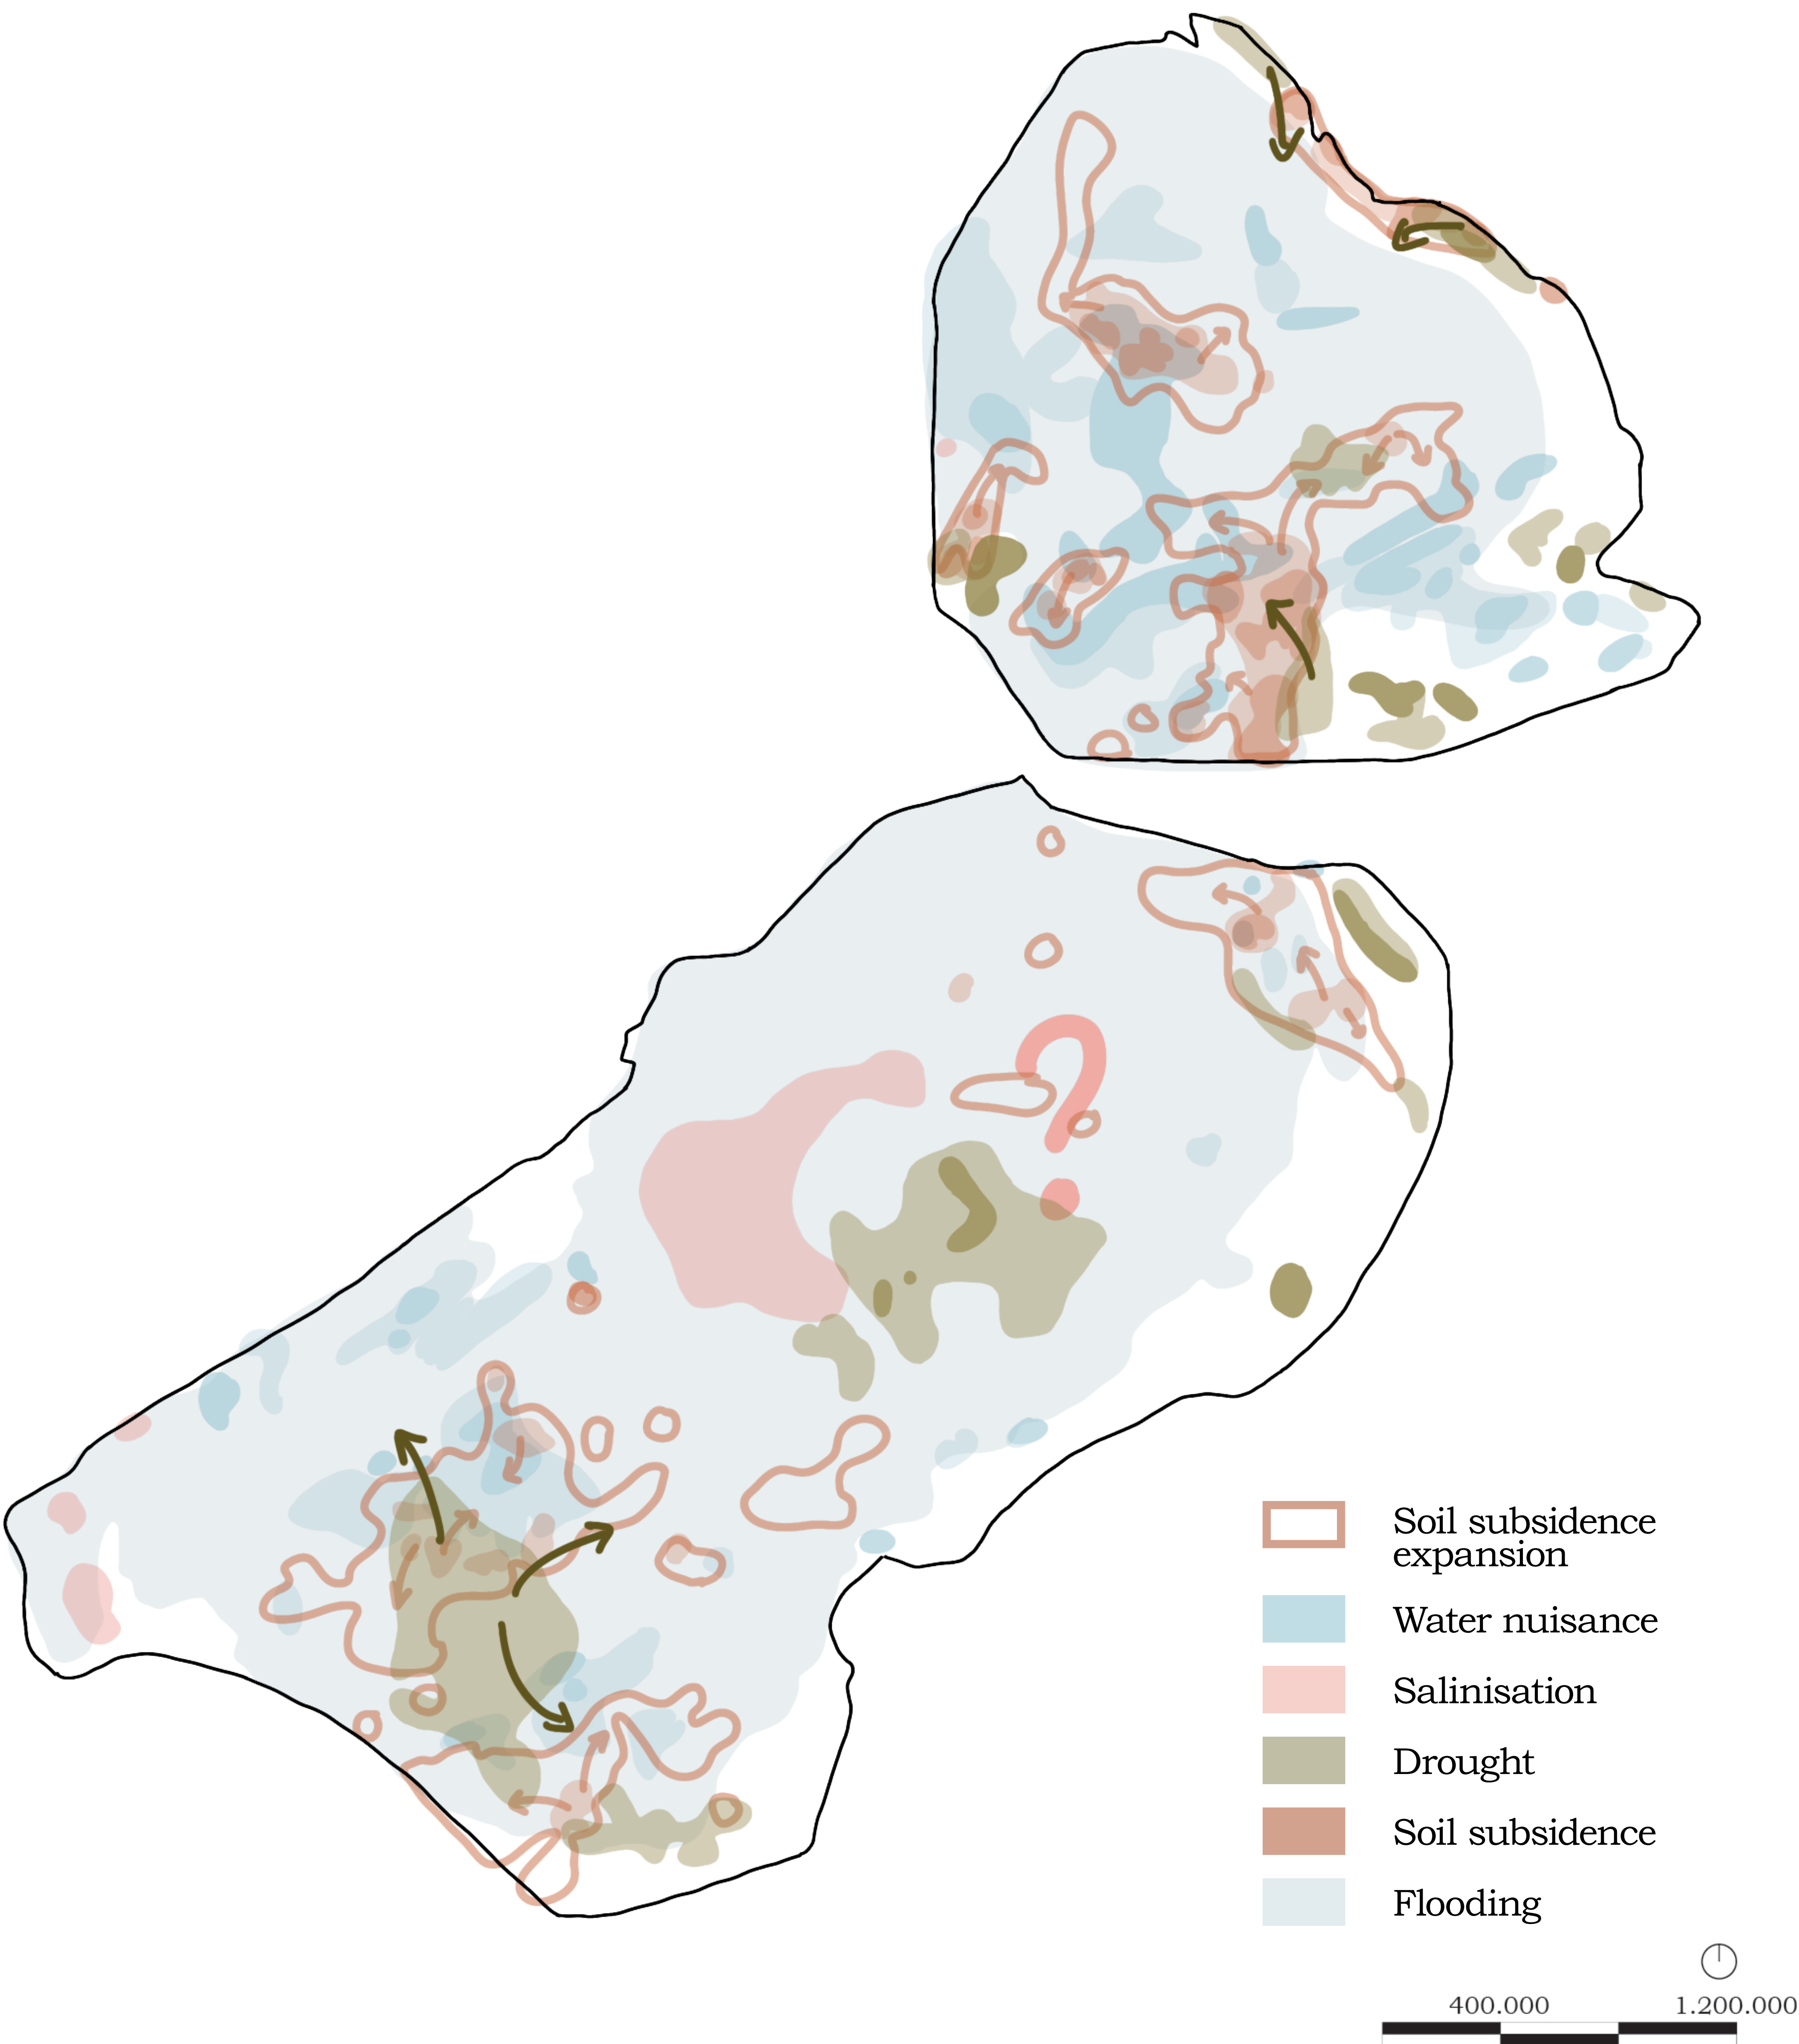 ?
Soil subsidence
expansion
Water nuisance
Salinisation
Drought
Soil subsidence
Flooding
400.000 1.200.000